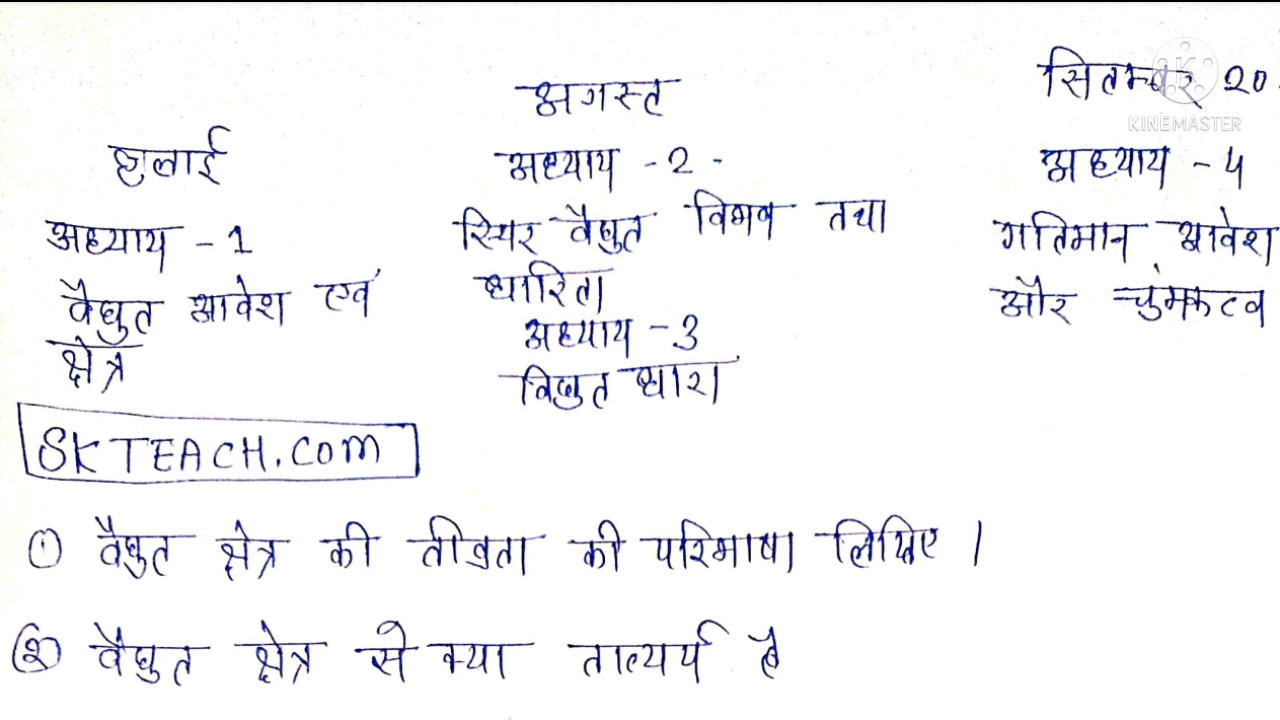 जुलाई
अध्याय - 1
वैद्युत आवेश एवं
क्षेत्र
अगस्त
अध्याय - 2 -
स्थिर वैद्युत विभव तथा
धारिता
अध्याय - 3
विद्युत धारा
सितम्बर 20
KINEMASTER
अध्याय - 4
गतिमान आवेश
और चुंम्कत्व
SKTEACH.COM
① वैद्युत क्षेत्र की तीव्रता की परिभाषा लिखिए ।
② वैद्युत क्षेत्र से क्या तात्पर्य है